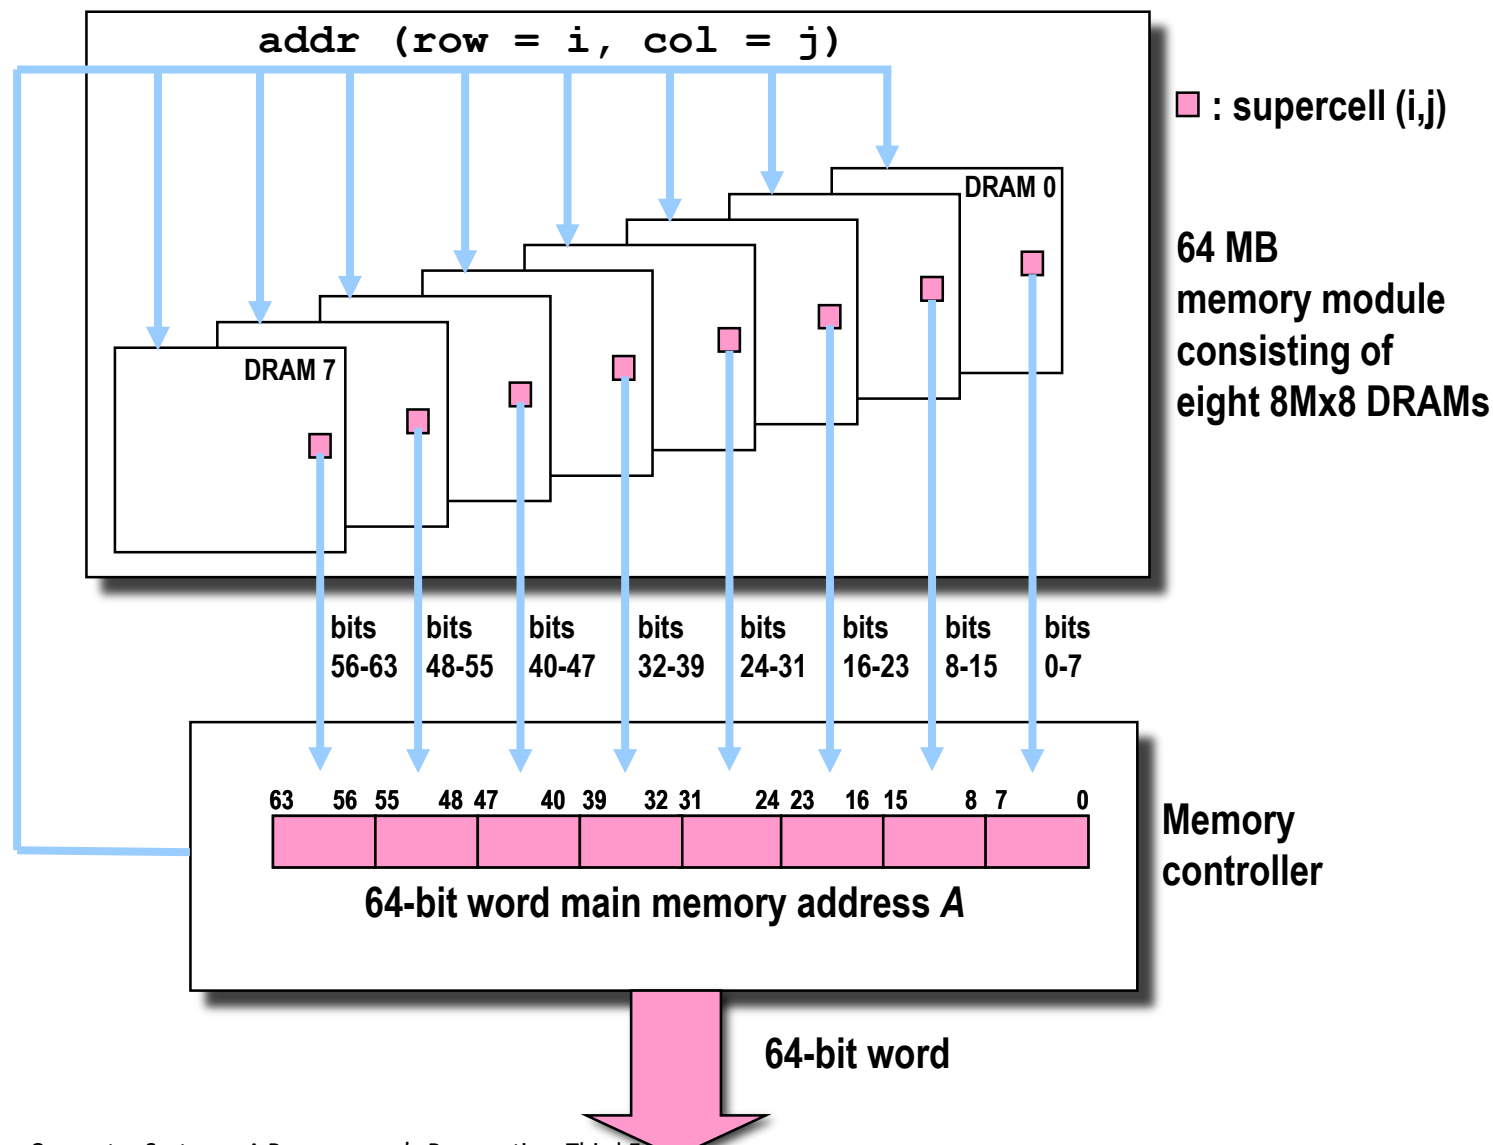 addr (row = i, col = j)
: supercell (i,j)
DRAM 0
64 MB
memory module
consisting of
eight 8Mx8 DRAMs
DRAM 7
bits bits bits bits bits bits bits bits
56-63 48-55 40-47 32-39 24-31 16-23 8-15 0-7
63 56 55 48 47 40 39 32 31 24 23 16 15 8 7 0
Memory
controller
64-bit word main memory address A
64-bit word